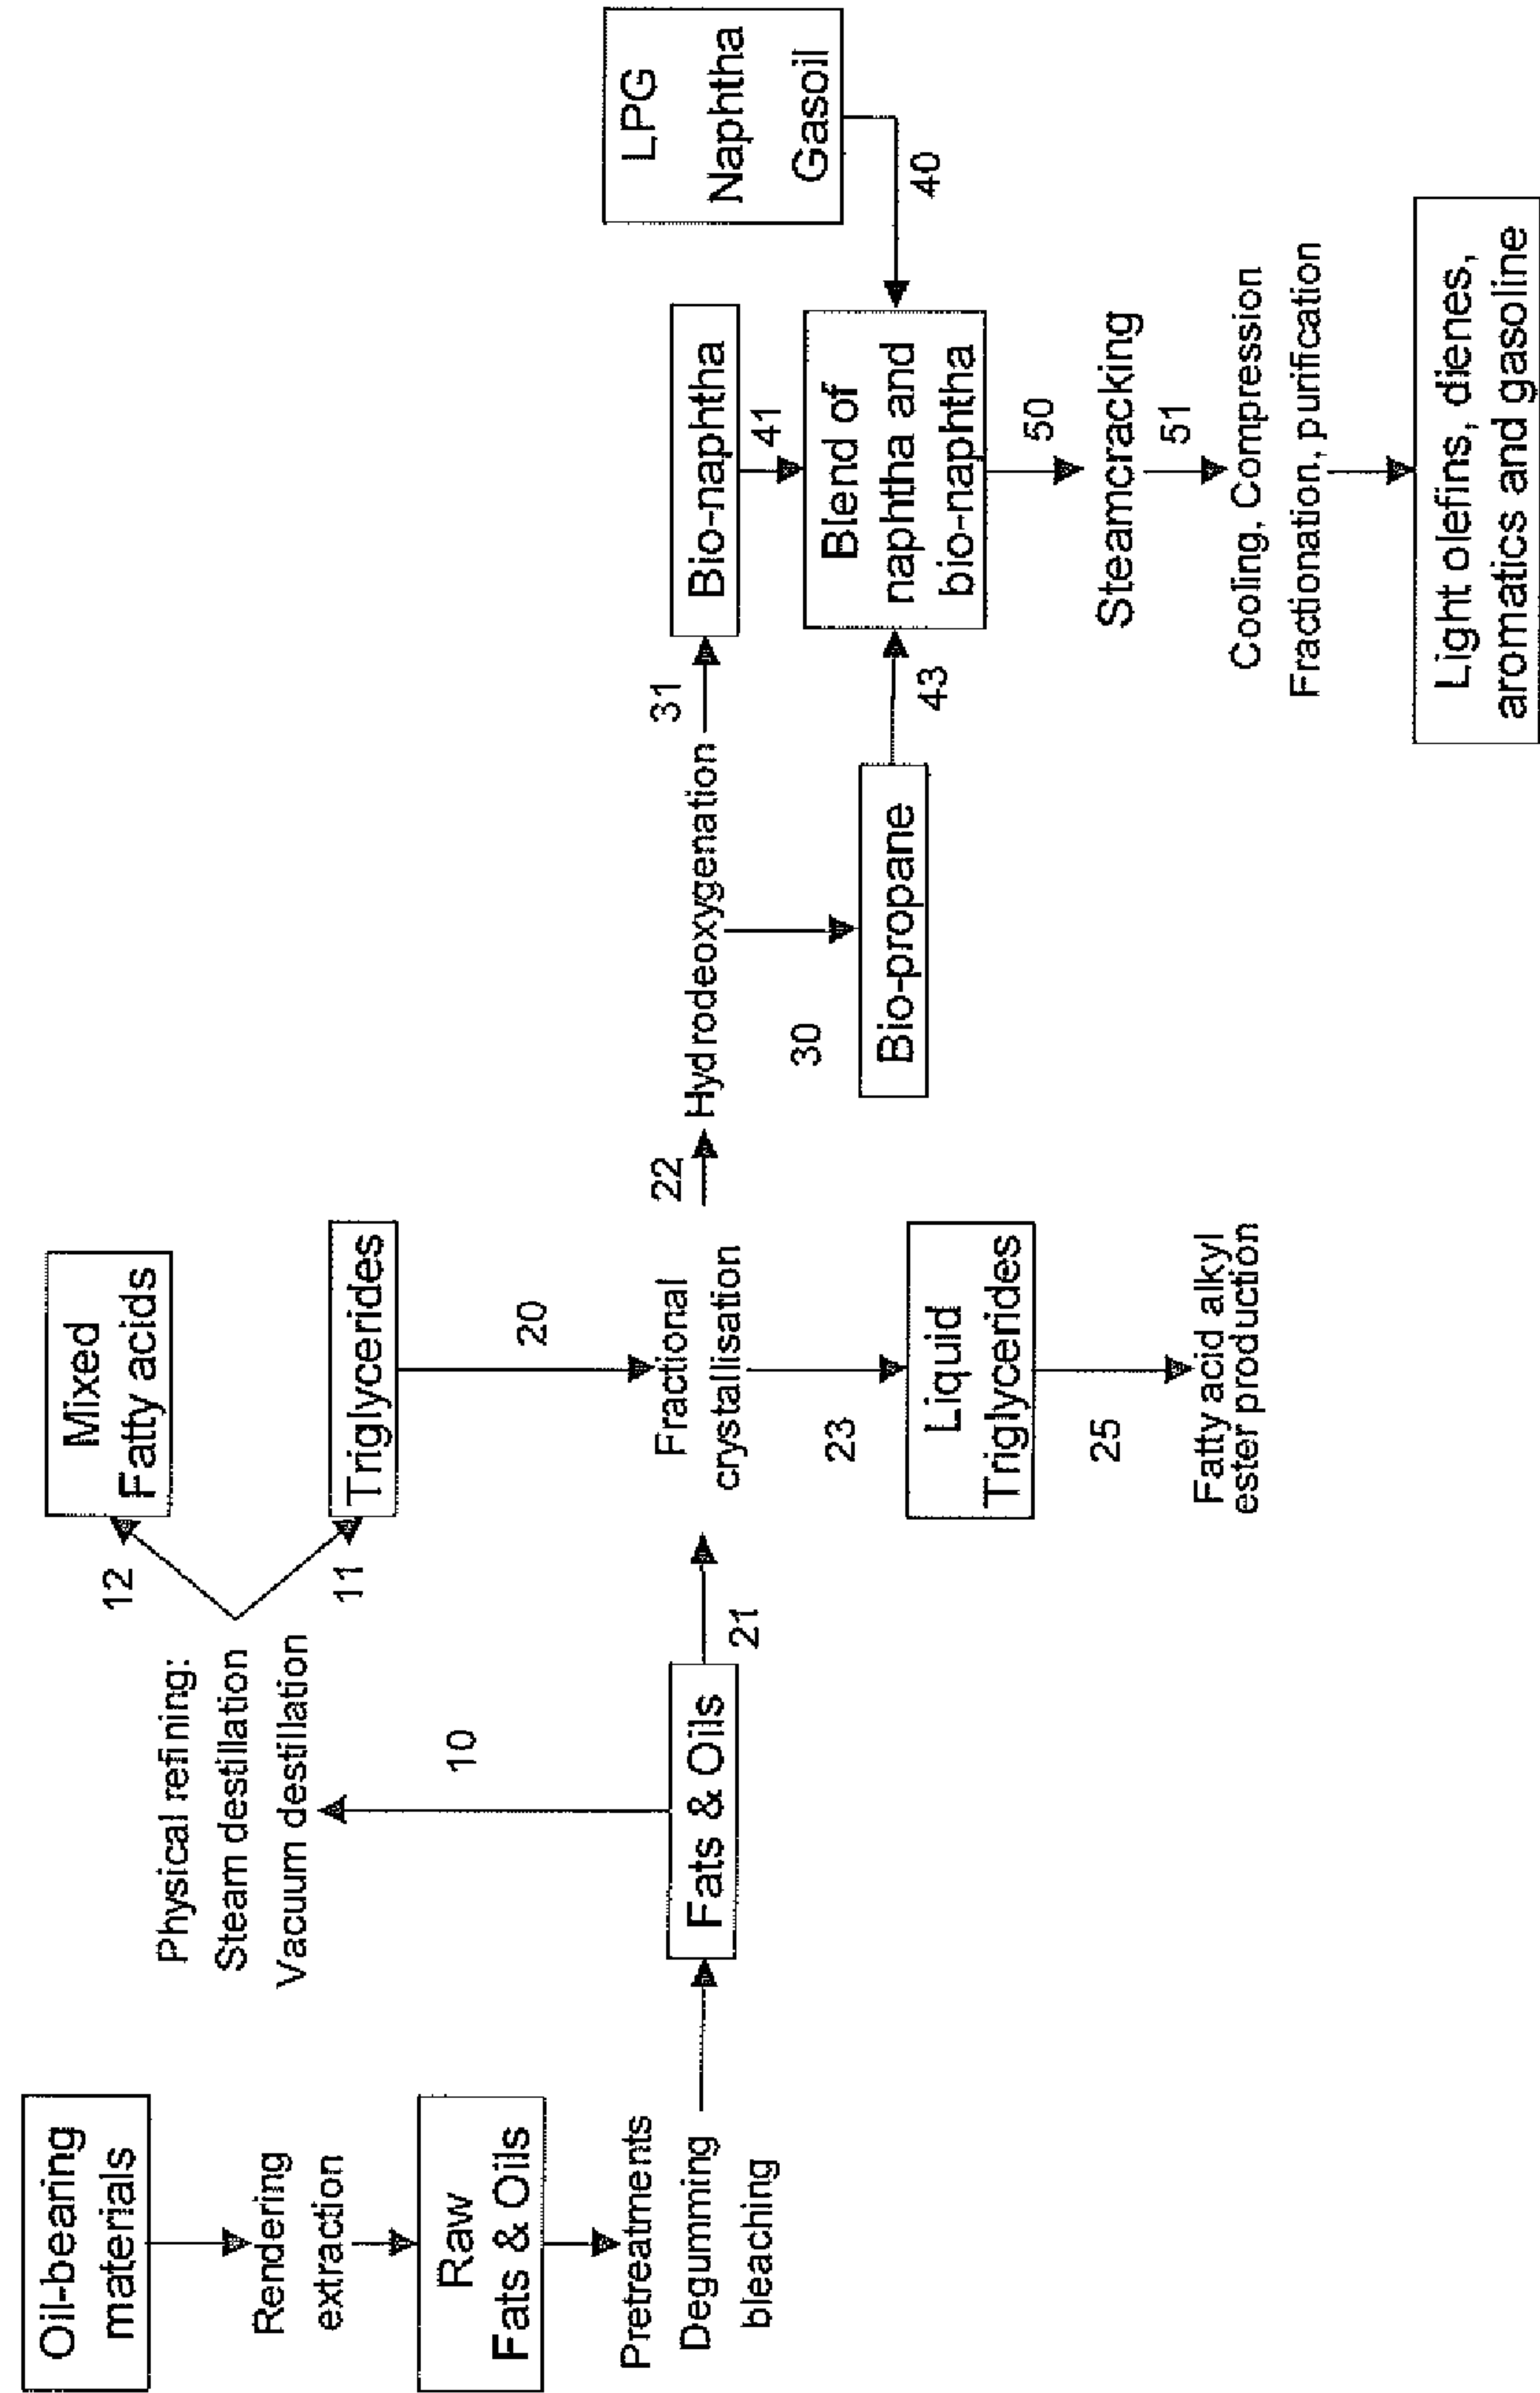 Oil-bearing
materials
Rendering
extraction
Raw
Fats & Oils
Pretreatments
Degumming
bleaching
Physical refining:
Steam destillation
Vacuum destillation
10
Fats & Oils
21
12
11
Mixed
Fatty acids
Triglycerides
20
Fractional
crystallisation
22
23
Liquid
Triglycerides
25
Fatty acid alkyl
ester production
Hydrodeoxygenation
31
30
Bio-propane
43
Bio-naphtha
41
Blend of
naphtha and
bio-naphtha
LPG
Naphtha
Gasoil
40
50
Steamcracking
51
Cooling, Compression
Fractionation, purification
Light olefins, dienes,
aromatics and gasoline